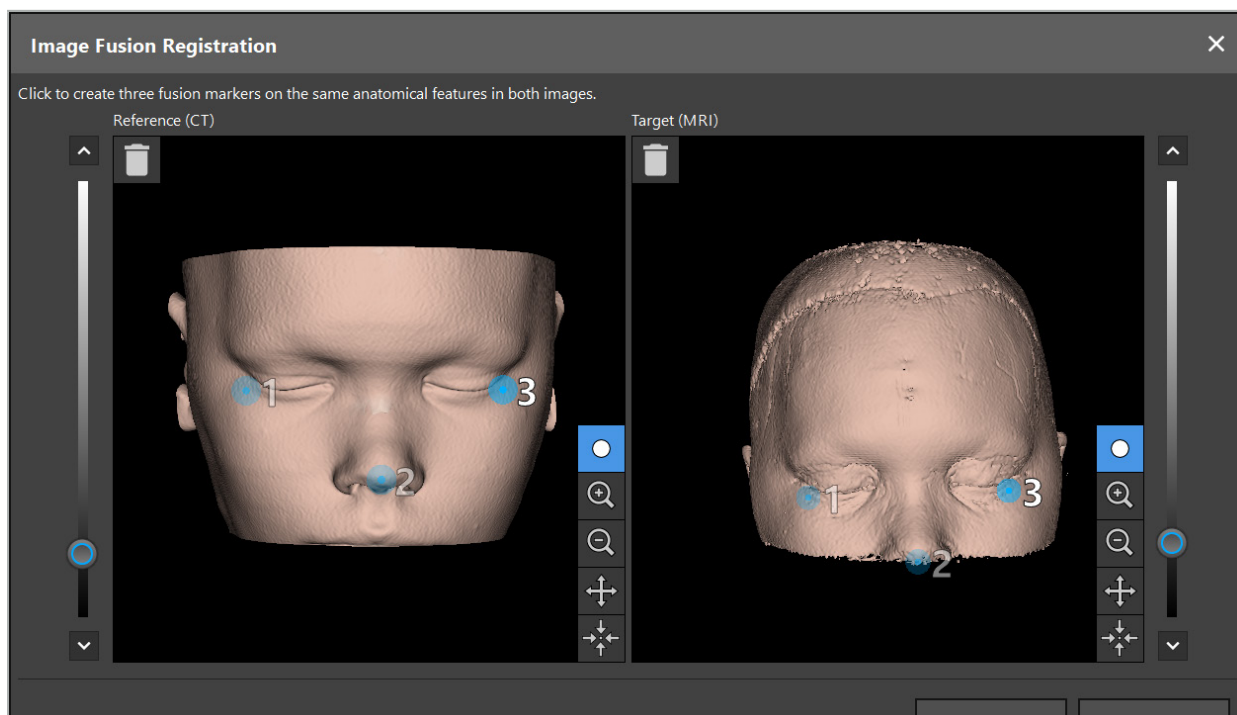 Image Fusion Registration
Click to create three fusion markers on the same anatomical features in both images.
Reference (CT)
Target (MRI)
1
3
2
1
3
2